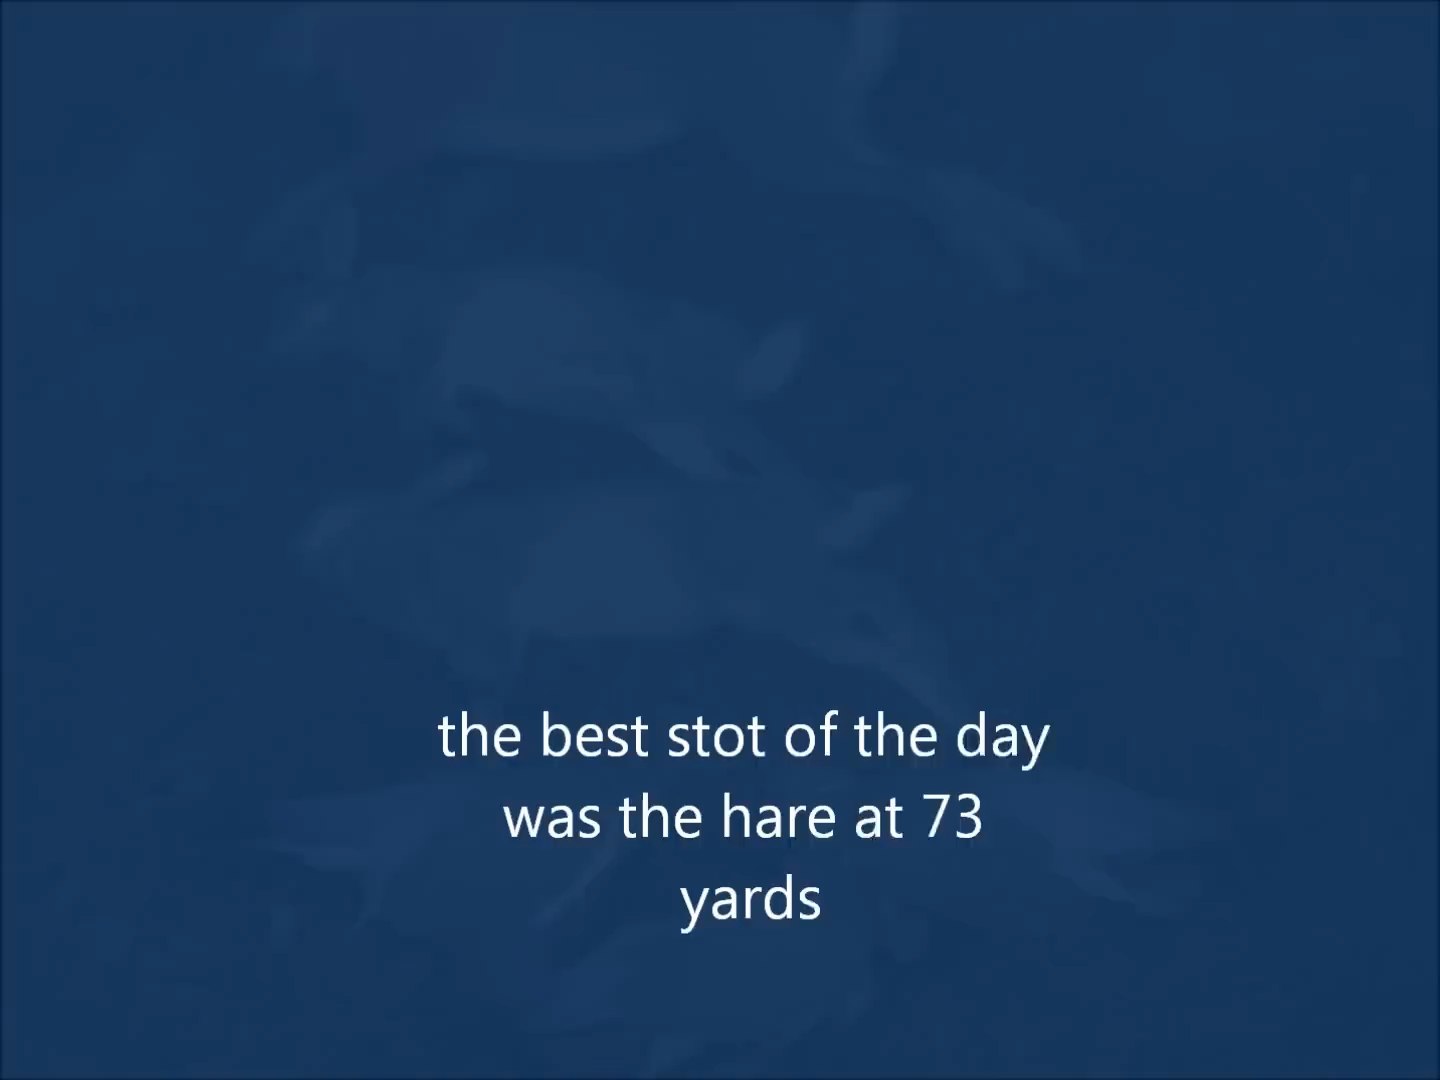 the best stot of the day
was the hare at 73
yards